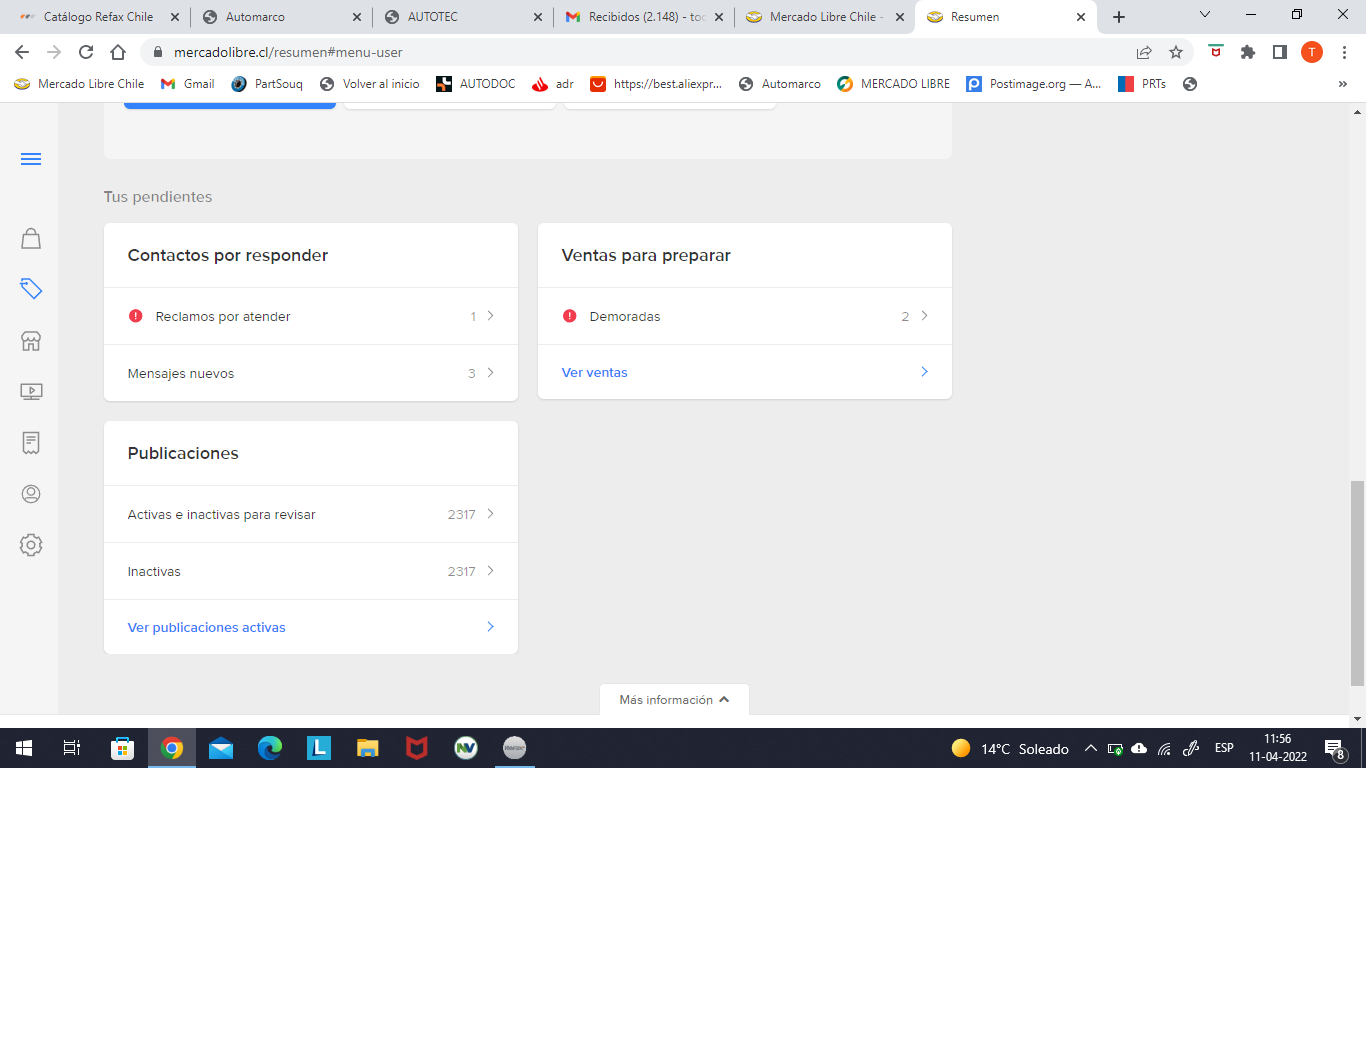 Catálogo Refax Chile
Automarco
AUTOTEC
Recibidos (2.148) - toc
Mercado Libre Chile -
Resumen
mercadolibre.cl/resumen#menu-user
T
Mercado Libre Chile
Gmail
PartSouq
Volver al inicio
AUTODOC
adr
https://best.aliexpr...
Automarco
MERCADO LIBRE
Postimage.org — A...
PRTs
»
Tus pendientes
Contactos por responder
Reclamos por atender 1
Mensajes nuevos 3
Ventas para preparar
Demoradas 2
Ver ventas
Publicaciones
Activas e inactivas para revisar 2317
Inactivas 2317
Ver publicaciones activas
Más información
L
NV
14°C Soleado
ESP
11:56
11-04-2022
8